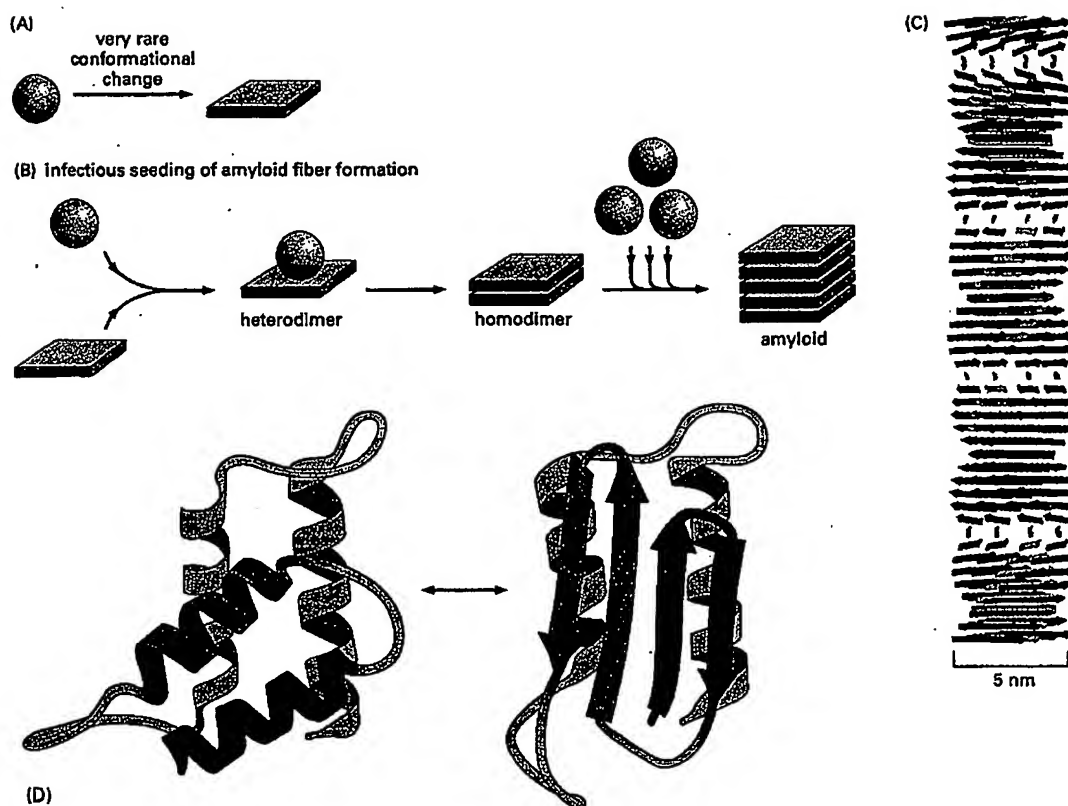 (A)
very rare
conformational
change
(B) infectious seeding of amyloid fiber formation
heterodimer
homodimer
amyloid
(C)
5 nm
(D)